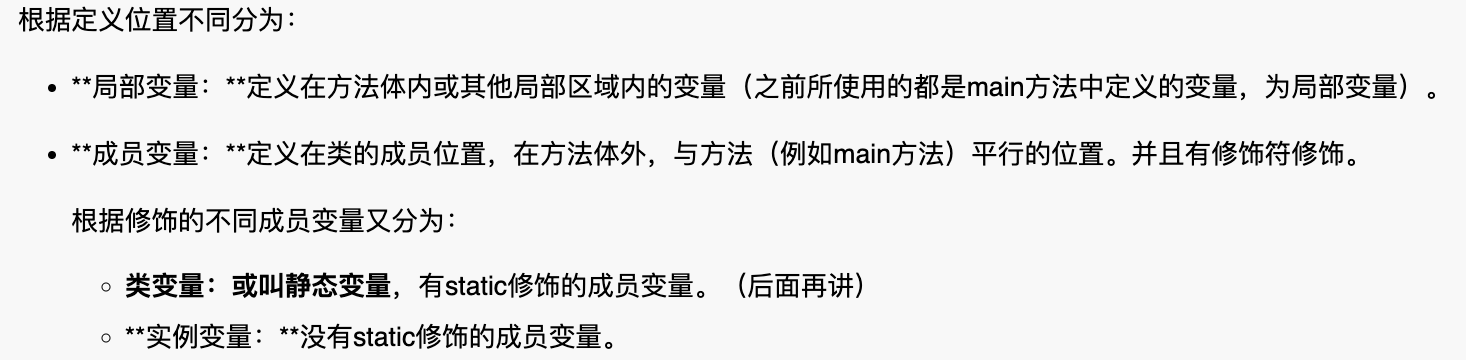 根据定义位置不同分为：
**局部变量：**定义在方法体内或其他局部区域内的变量（之前所使用的都是main方法中定义的变量，为局部变量）。
**成员变量：**定义在类的成员位置，在方法体外，与方法（例如main方法）平行的位置。并且有修饰符修饰。
根据修饰的不同成员变量又分为：
类变量：或叫静态变量，有static修饰的成员变量。（后面再讲）
**实例变量：**没有static修饰的成员变量。